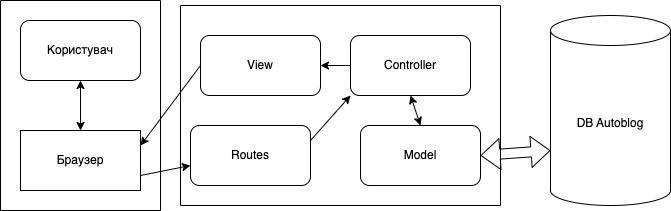 Користувач
View
Controller
DB Autoblog
Браузер
Routes
Model